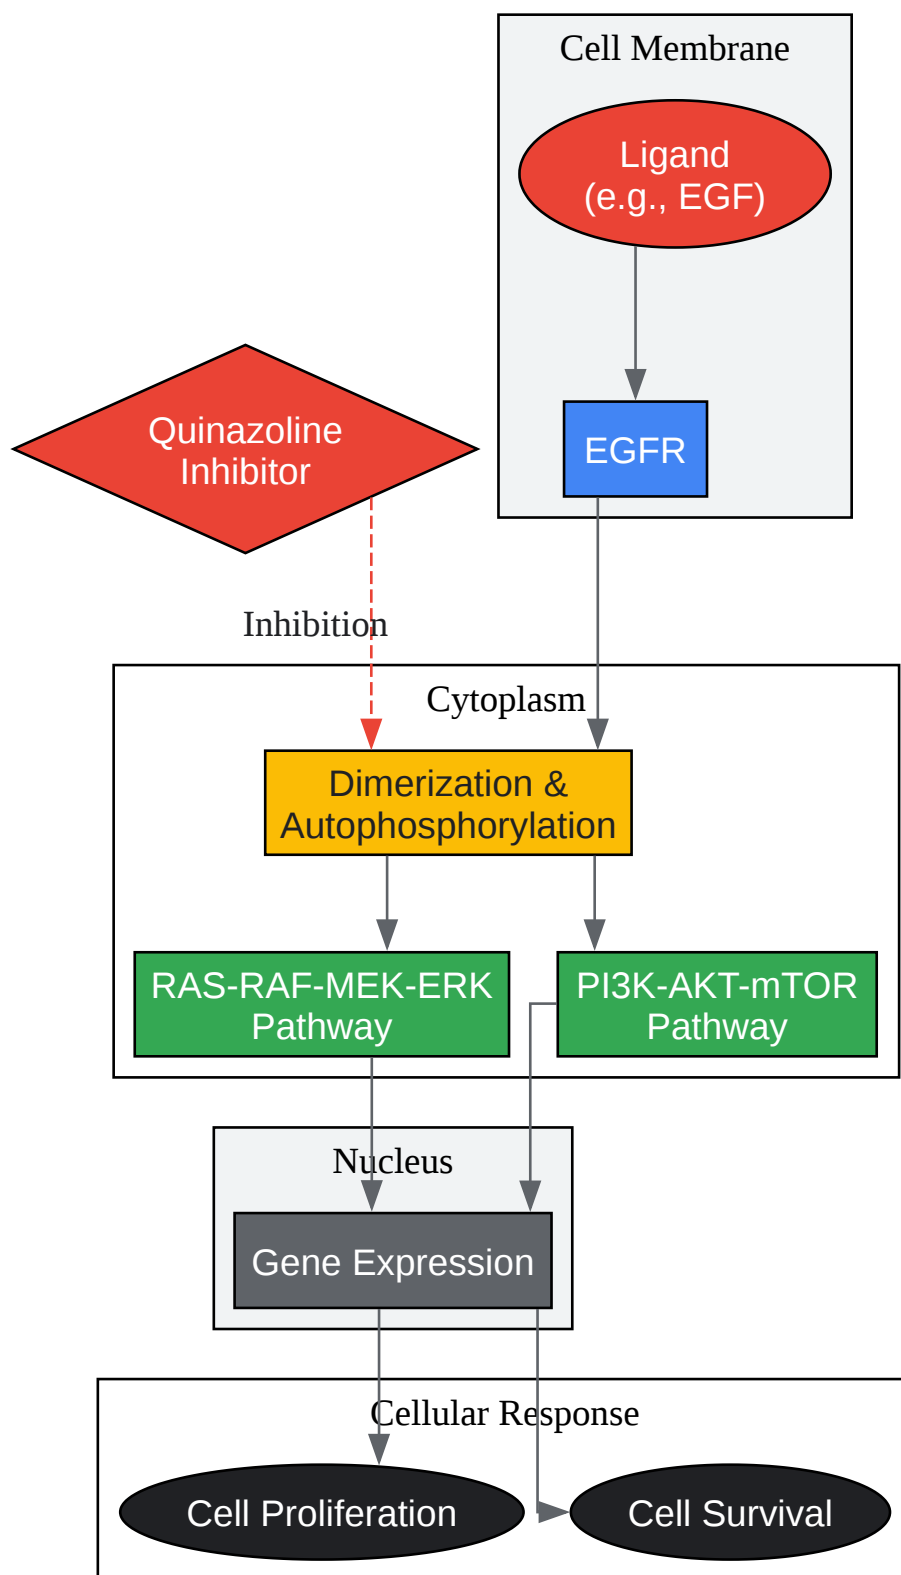 Cell Membrane
Ligand
(e.g., EGF)
Quinazoline
Inhibitor
EGFR
Inhibition
Cytoplasm
Dimerization &
Autophosphorylation
RAS-RAF-MEK-ERK
Pathway
PI3K-AKT-mTOR
Pathway
Nucleus
Gene Expression
Cellular Response
Cell Proliferation
Cell Survival